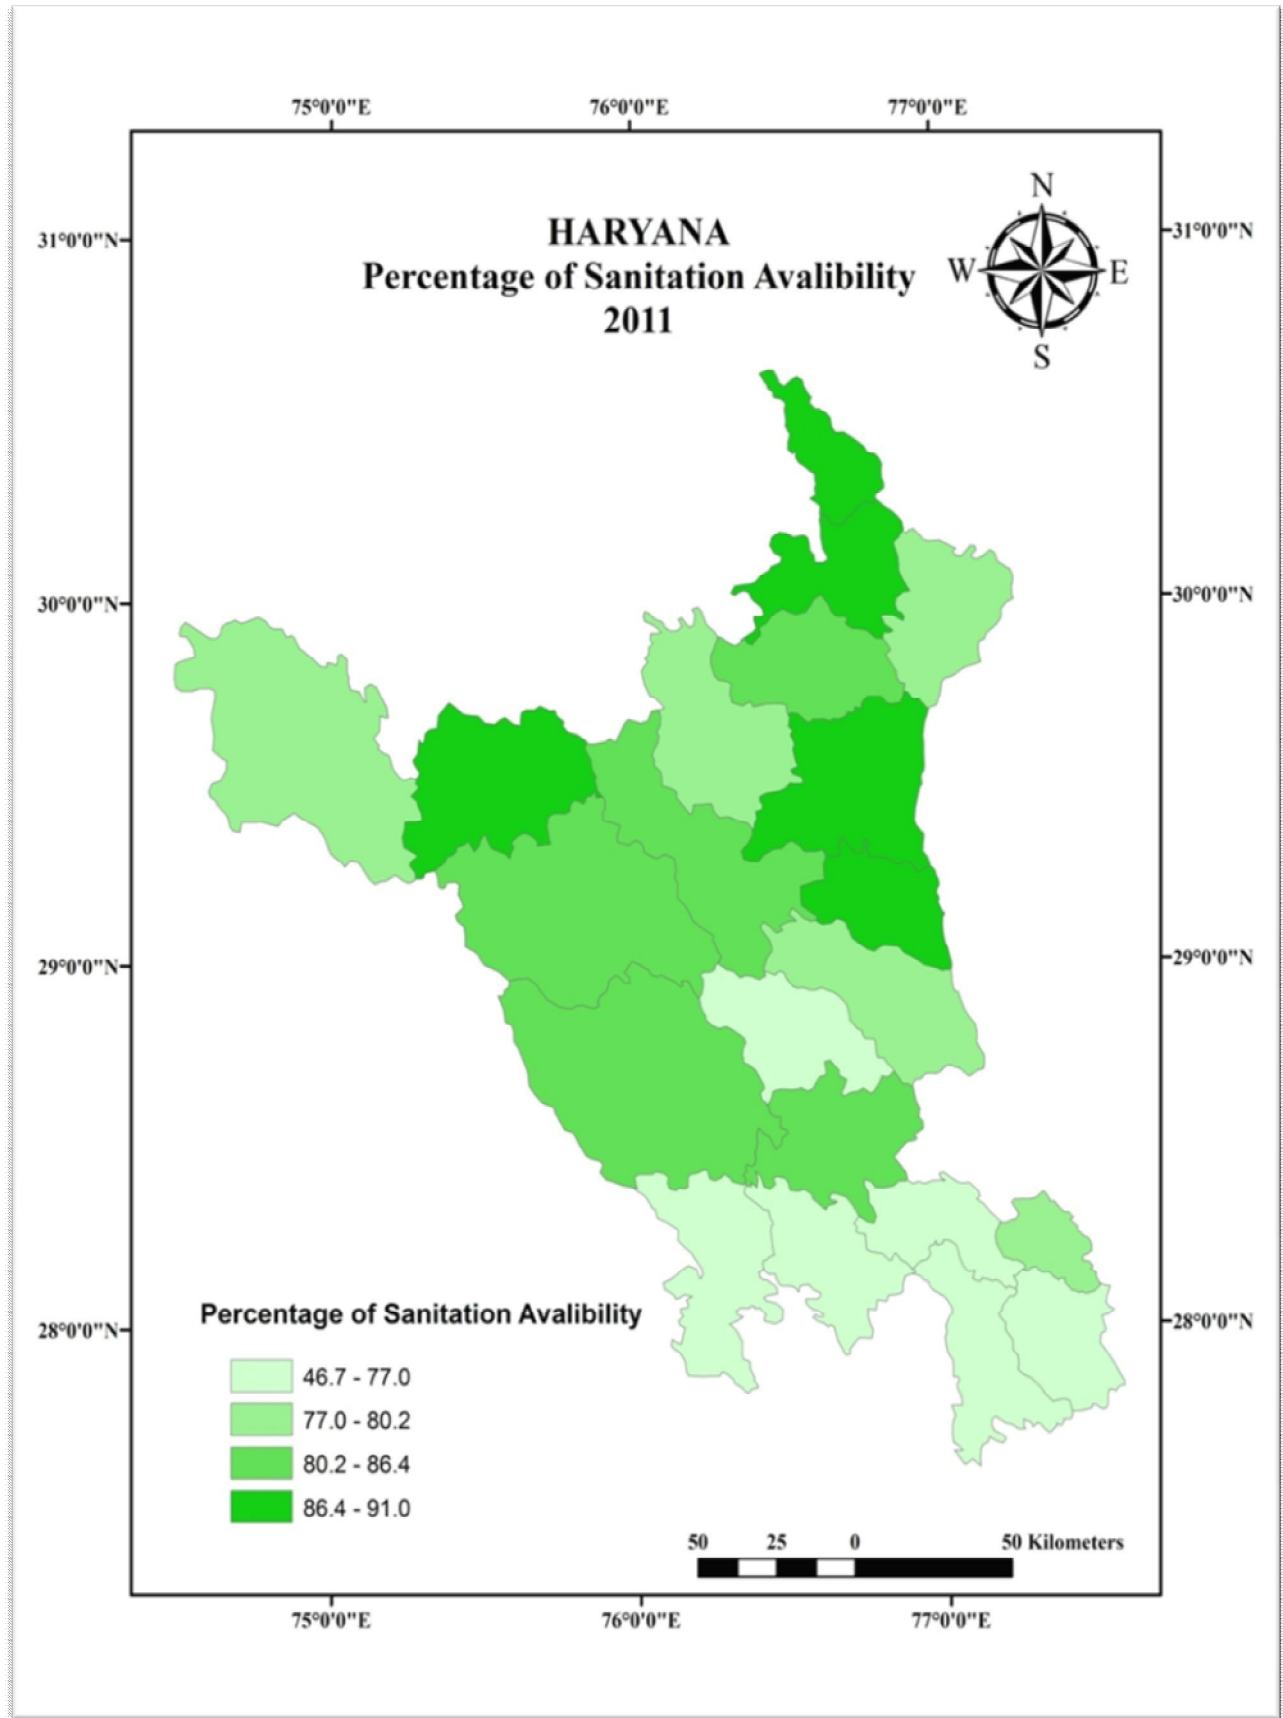 75°0'0"E 76°0'0"E 77°0'0"E
N
31°0'0"N HARYANA 31°0'0"N
Percentage of Sanitation Avalibility W E
2011
S
30°0'0"N 30°0'0"N
29°0'0"N 29°0'0"N
Percentage of Sanitation Avalibility
28°0'0"N 28°0'0"N
46.7 - 77.0
77.0 - 80.2
80.2 - 86.4
86.4 - 91.0
50 25 0 50 Kilometers
75°0'0"E 76°0'0"E 77°0'0"E